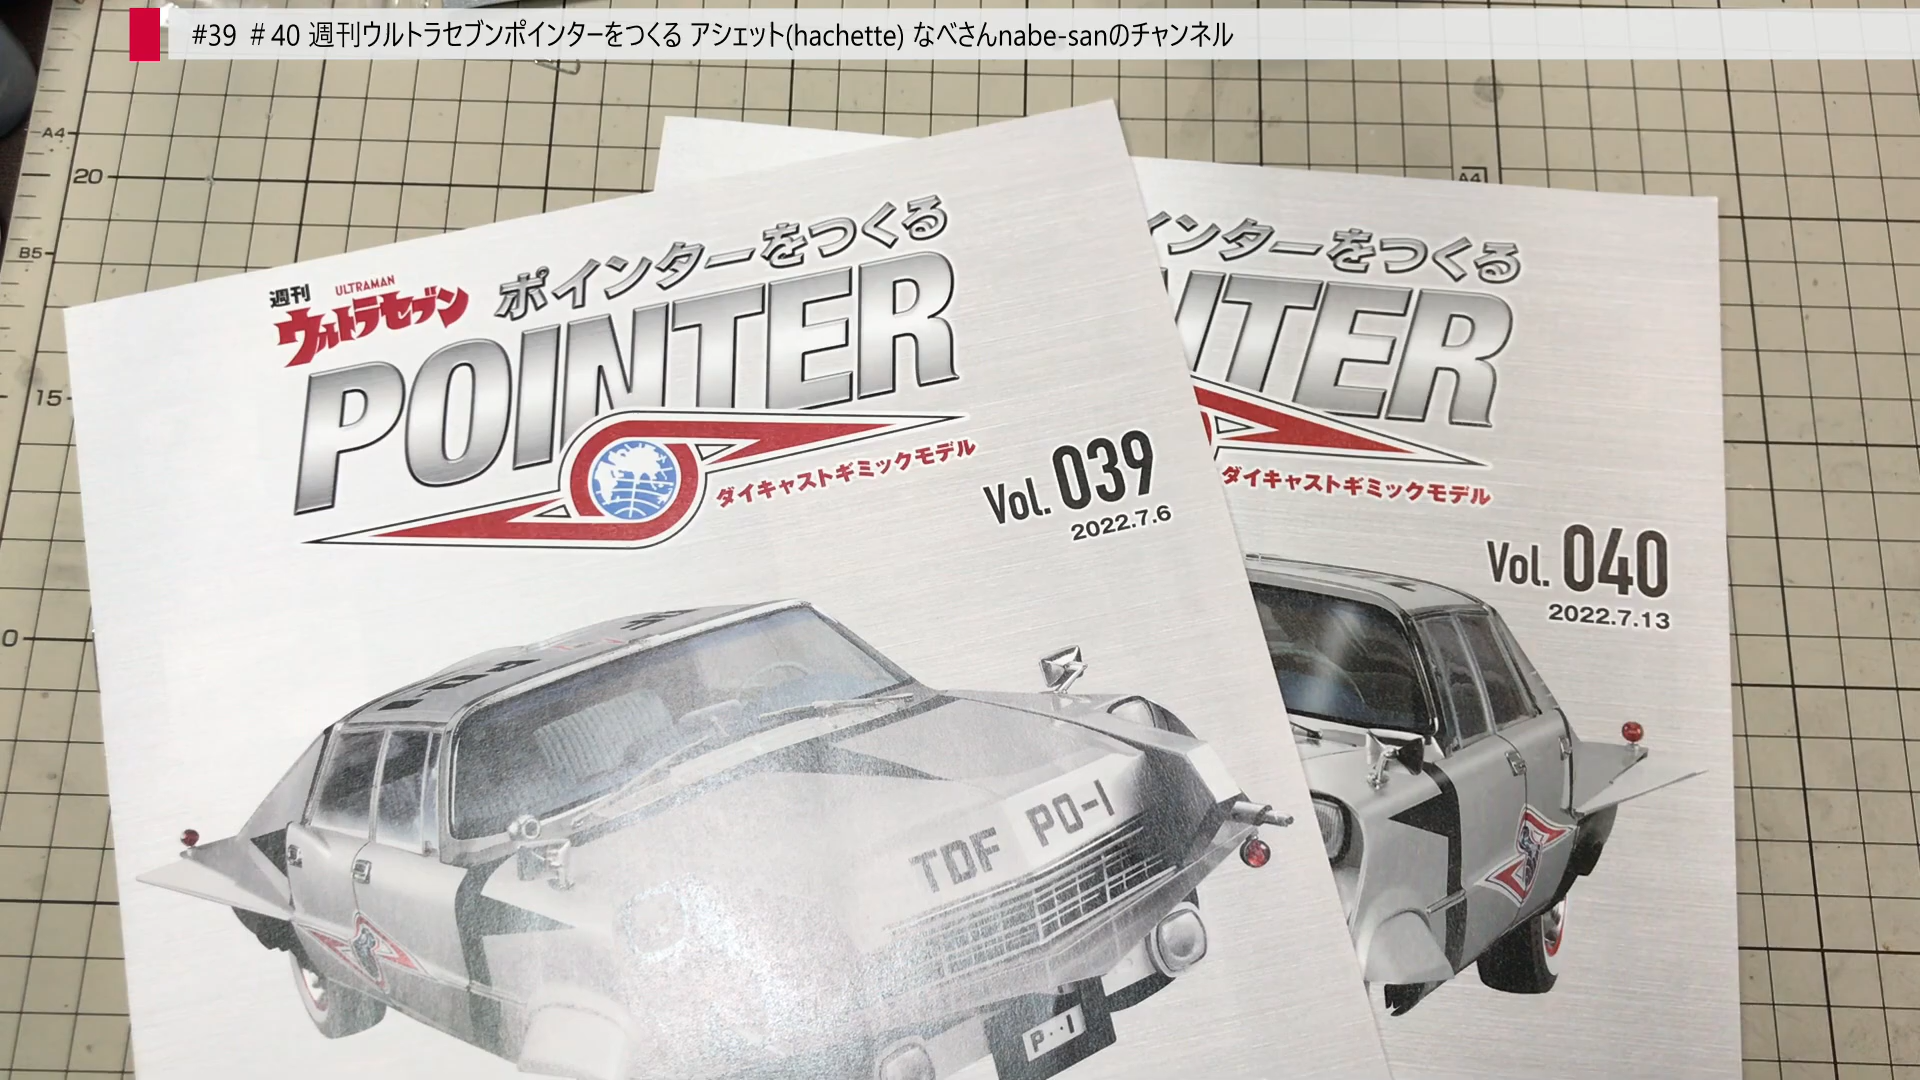 #39 ＃40 週刊ウルトラセブンポインターをつくる アシェット(hachette) なべさんnabe-sanのチャンネル
A4
20
B5
15
A4
週刊
ULTRAMAN
ウルトラセブン
ポインターをつくる
POINTER
ダイキャストギミックモデル
Vol. 039
2022.7.6
TDF PO-1
P··1
インターをつくる
NTER
ダイキャストギミックモデル
Vol. 040
2022.7.13